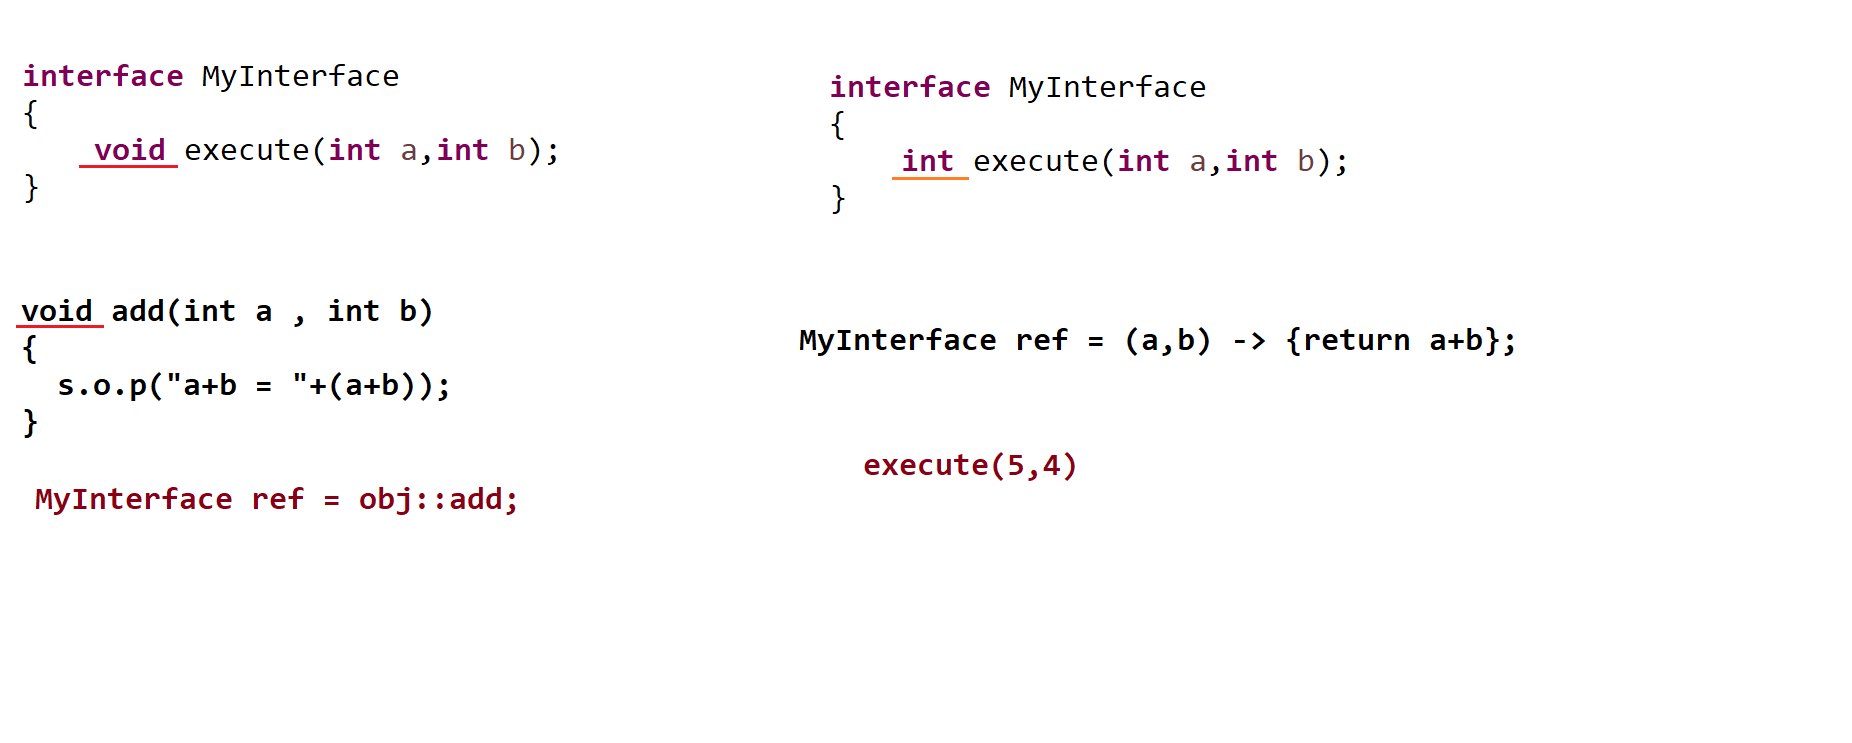 interface MyInterface
{
void execute(int a,int b);
}
void add(int a , int b)
{
s.o.p("a+b = "+(a+b));
}
MyInterface ref = obj::add;
interface MyInterface
{
int execute(int a,int b);
}
MyInterface ref = (a,b) -> {return a+b};
execute(5,4)